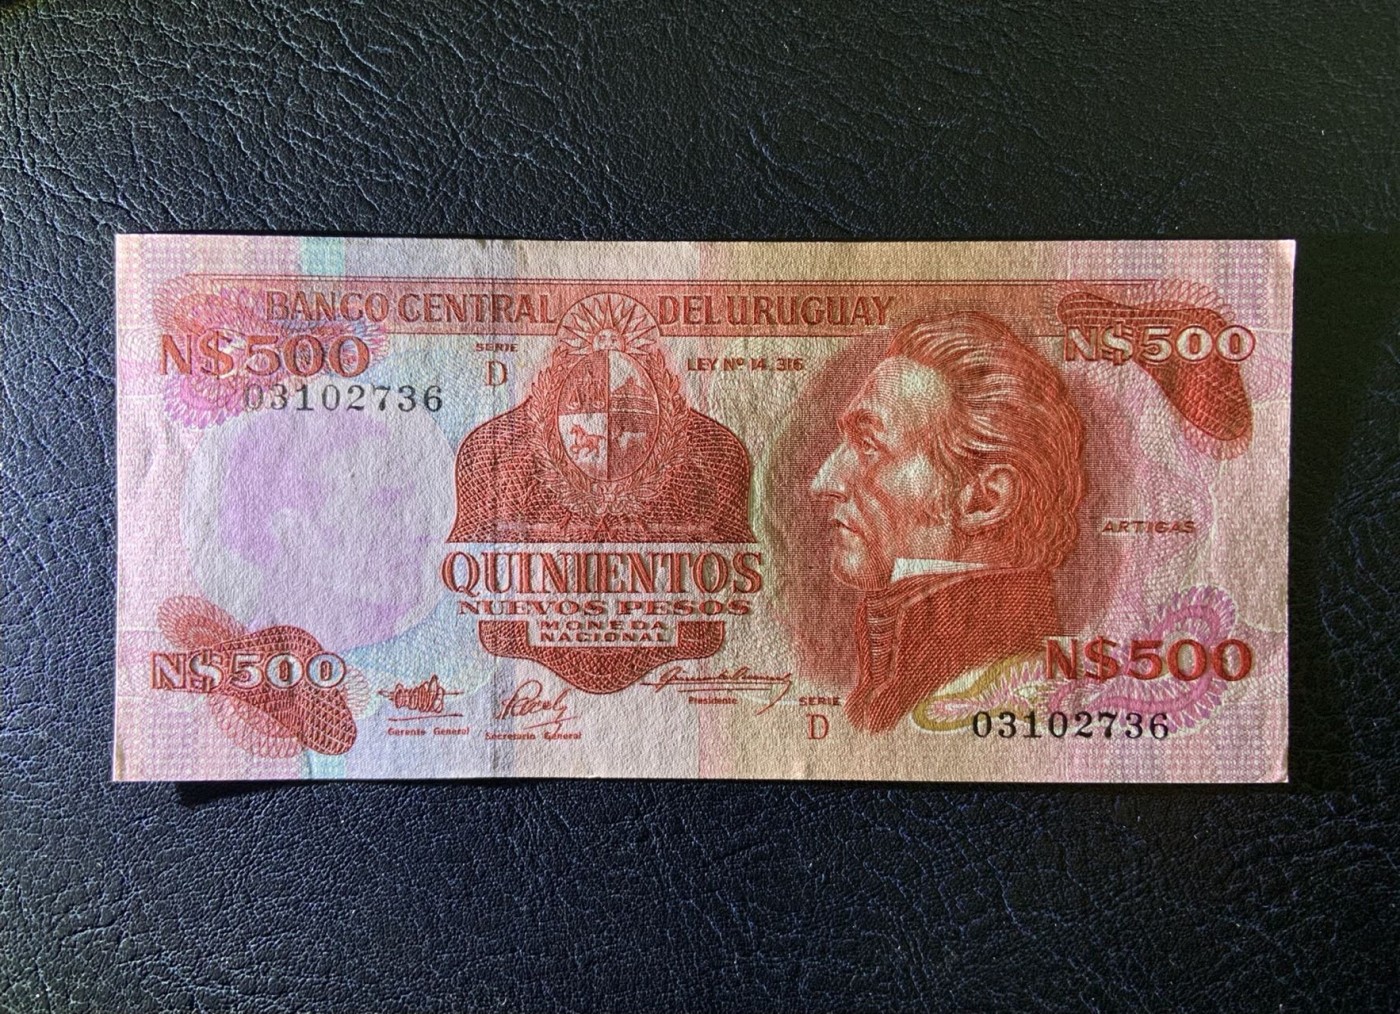 BANCO CENTRAL DEL URUGUAY
N$500
SERIE
D
LEY Nº 14.316
N$500
03102736
ARTIGAS
QUINIENTOS
NUEVOS PESOS
MONEDA
NACIONAL
N$500
N$500
Gerente General
Secretario General
Presidente
SERIE
D
03102736